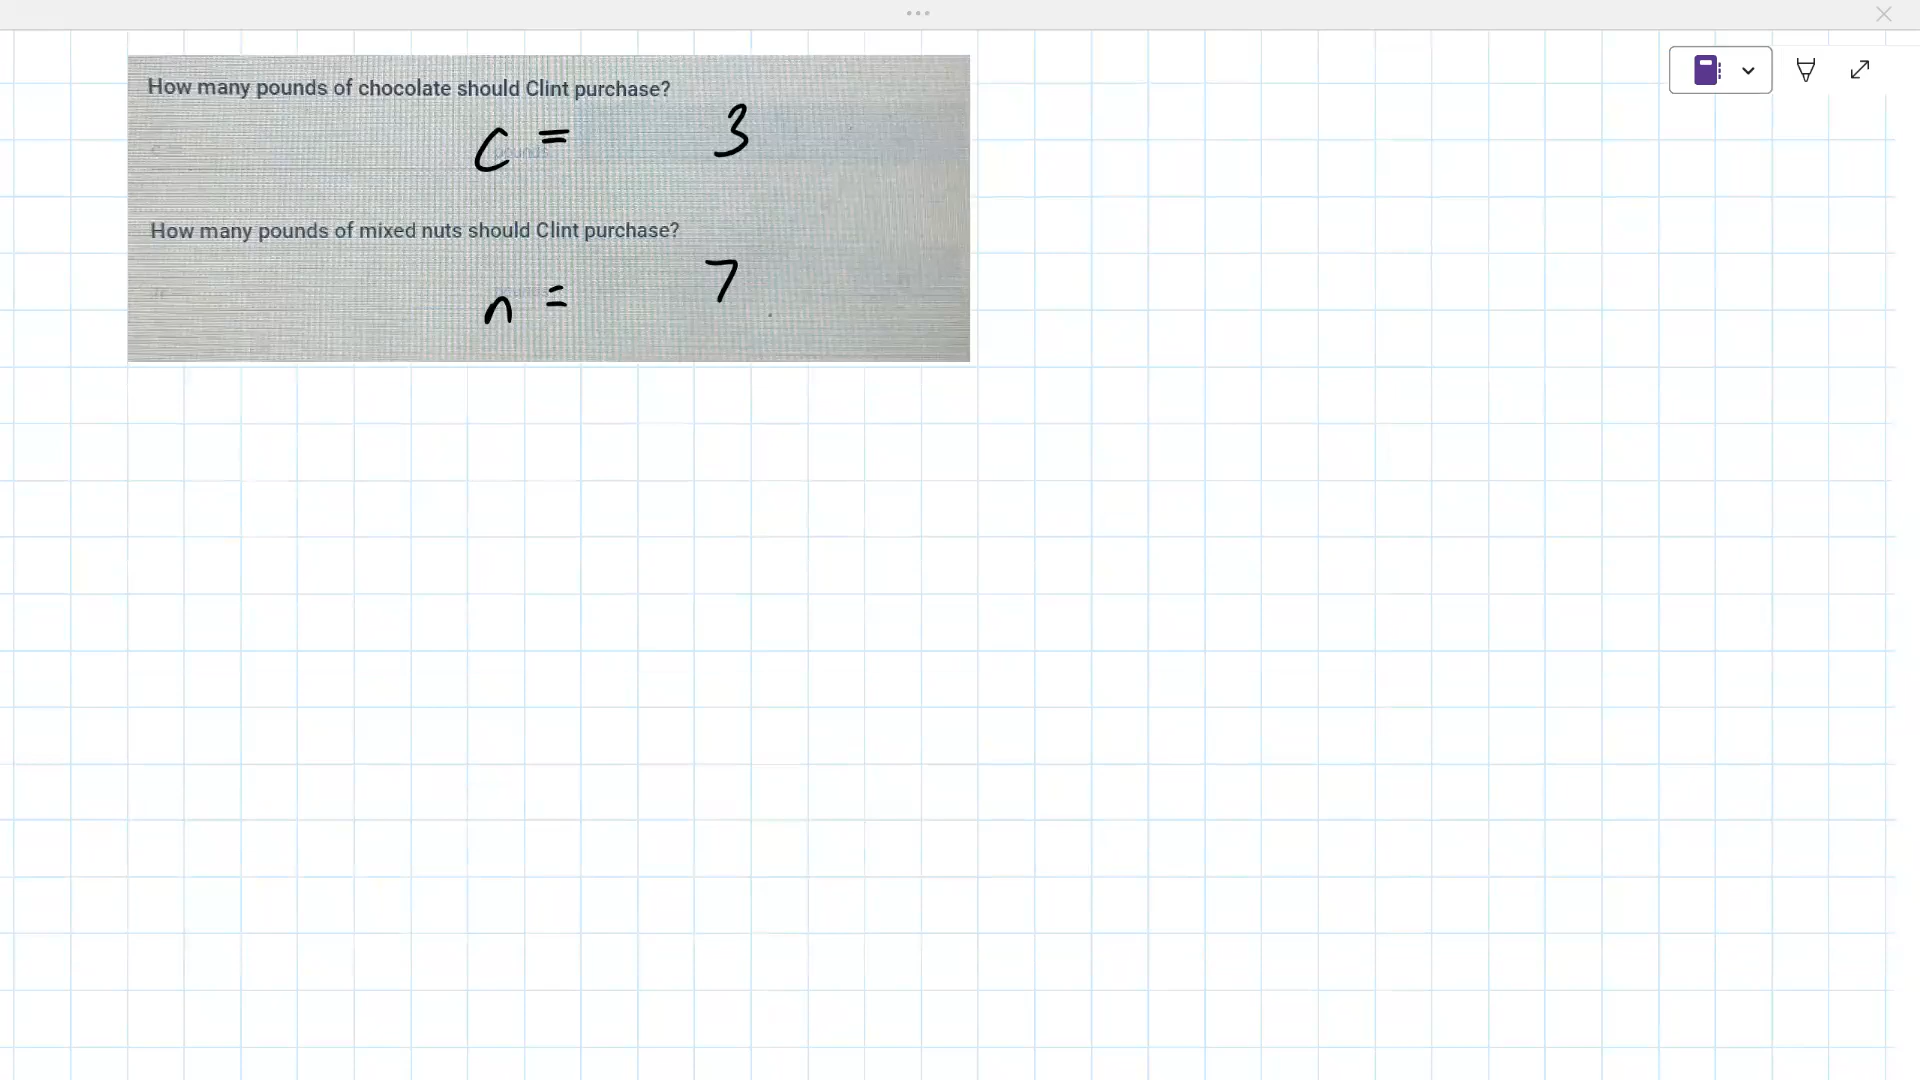 How many pounds of chocolate should Clint purchase?
c = 3
How many pounds of mixed nuts should Clint purchase?
n = 7